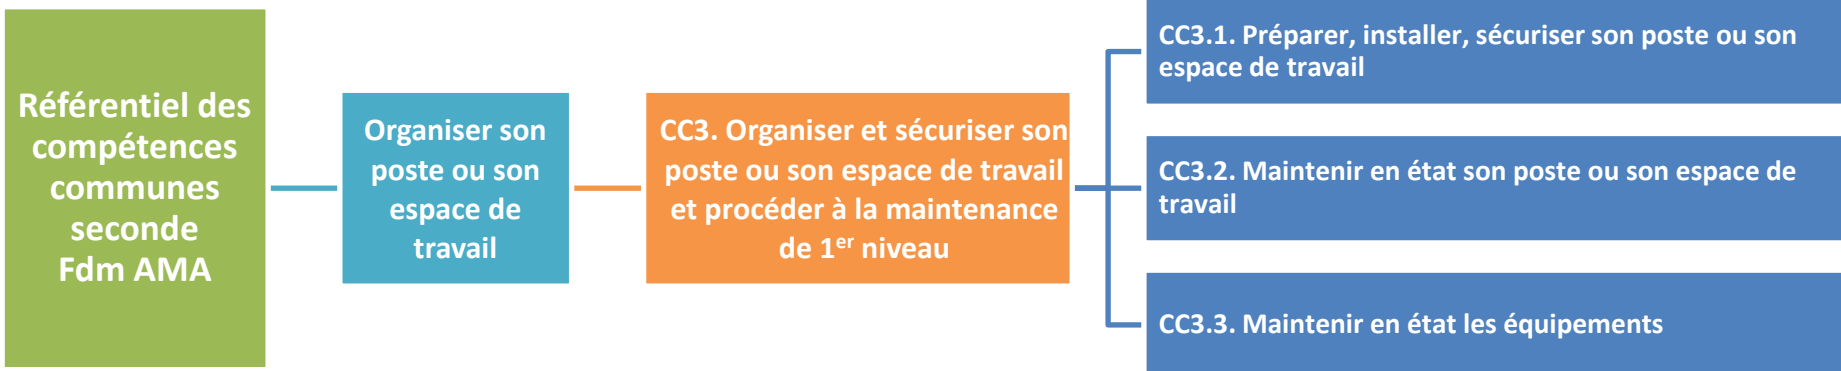 Référentiel des
compétences
communes
seconde
Fdm AMA
Organiser son
poste ou son
espace de
travail
CC3. Organiser et sécuriser son
poste ou son espace de travail
et procéder à la maintenance
de 1er niveau
CC3.1. Préparer, installer, sécuriser son poste ou son
espace de travail
CC3.2. Maintenir en état son poste ou son espace de
travail
CC3.3. Maintenir en état les équipements